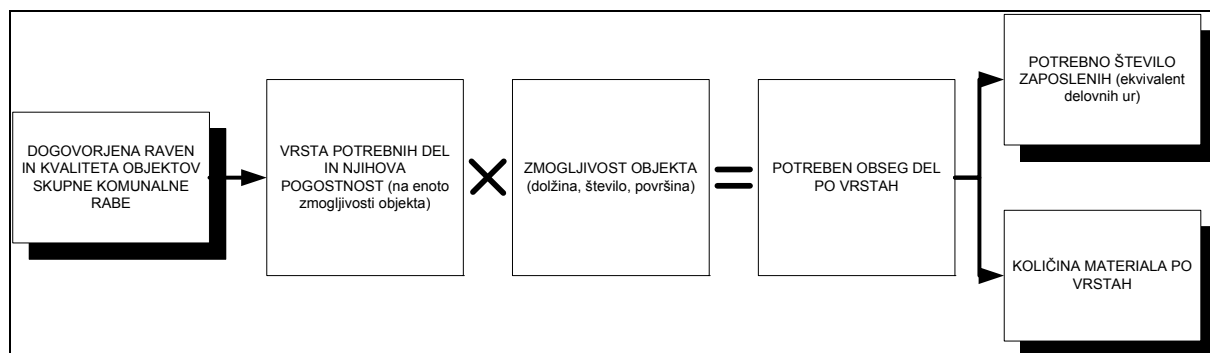 DOGOVORJENA RAVEN
IN KVALITETA OBJEKTOV
SKUPNE KOMUNALNE
RABE
VRSTA POTREBNIH DEL
IN NJIHOVA
POGOSTNOST (na enoto
zmogljivosti objekta)
ZMOGLJIVOST OBJEKTA
(dolžina, število, površina)
POTREBEN OBSEG DEL
PO VRSTAH
POTREBNO ŠTEVILO
ZAPOSLENIH (ekvivalent
delovnih ur)
KOLIČINA MATERIALA PO
VRSTAH